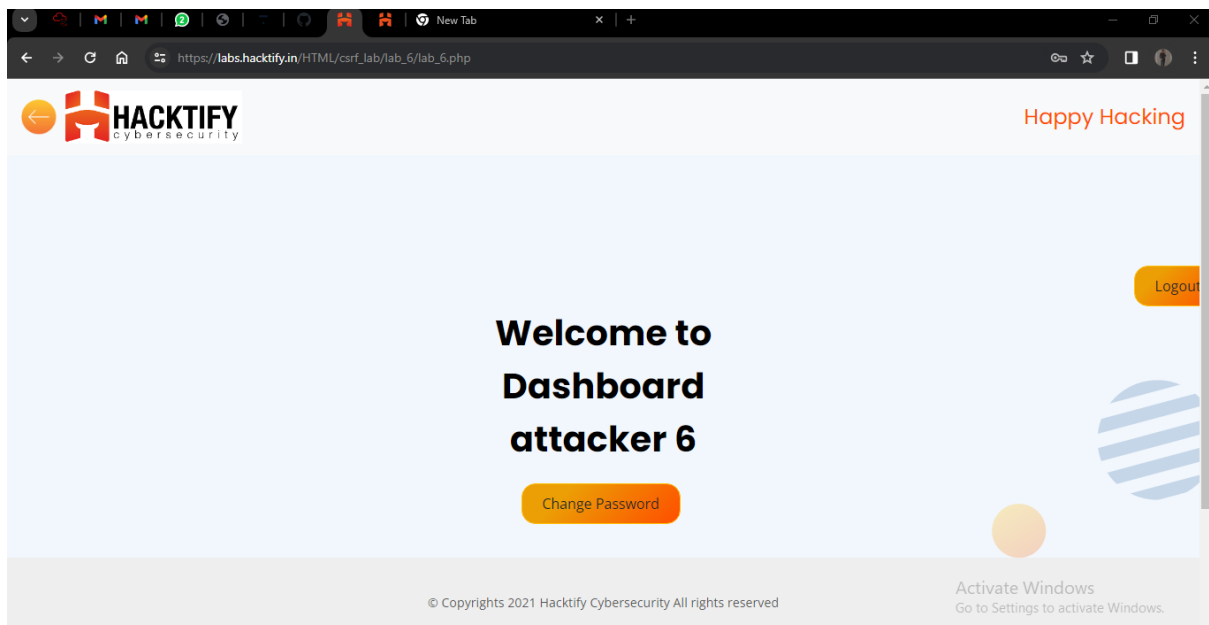 2
New Tab
https://labs.hacktify.in/HTML/csrf_lab/lab_6/lab_6.php
HACKTIFY
cybersecurity
Happy Hacking
Logout
Welcome to
Dashboard
attacker 6
Change Password
© Copyrights 2021 Hacktify Cybersecurity All rights reserved
Activate Windows
Go to Settings to activate Windows.